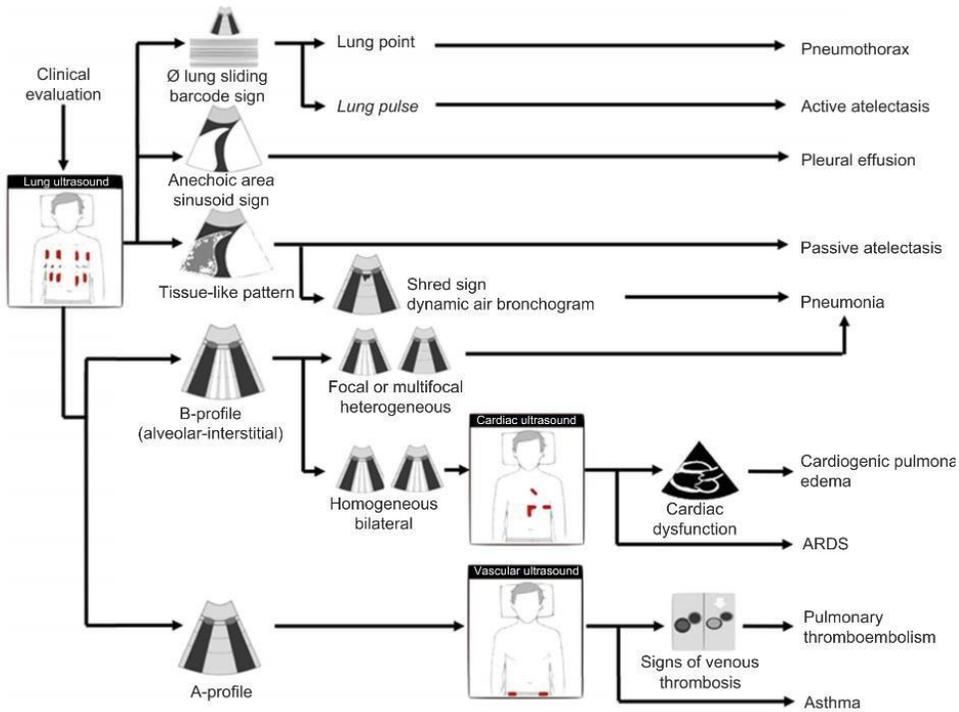 Clinical
evaluation
Lung ultrasound
Ø lung sliding
barcode sign
Lung point
Pneumothorax
Lung pulse
Active atelectasis
Anechoic area
sinusoid sign
Pleural effusion
Tissue-like pattern
Passive atelectasis
Shred sign
dynamic air bronchogram
Pneumonia
B-profile
(alveolar-interstitial)
Focal or multifocal
heterogeneous
Homogeneous
bilateral
Cardiac ultrasound
Cardiac
dysfunction
Cardiogenic pulmona
edema
ARDS
A-profile
Vascular ultrasound
Signs of venous
thrombosis
Pulmonary
thromboembolism
Asthma